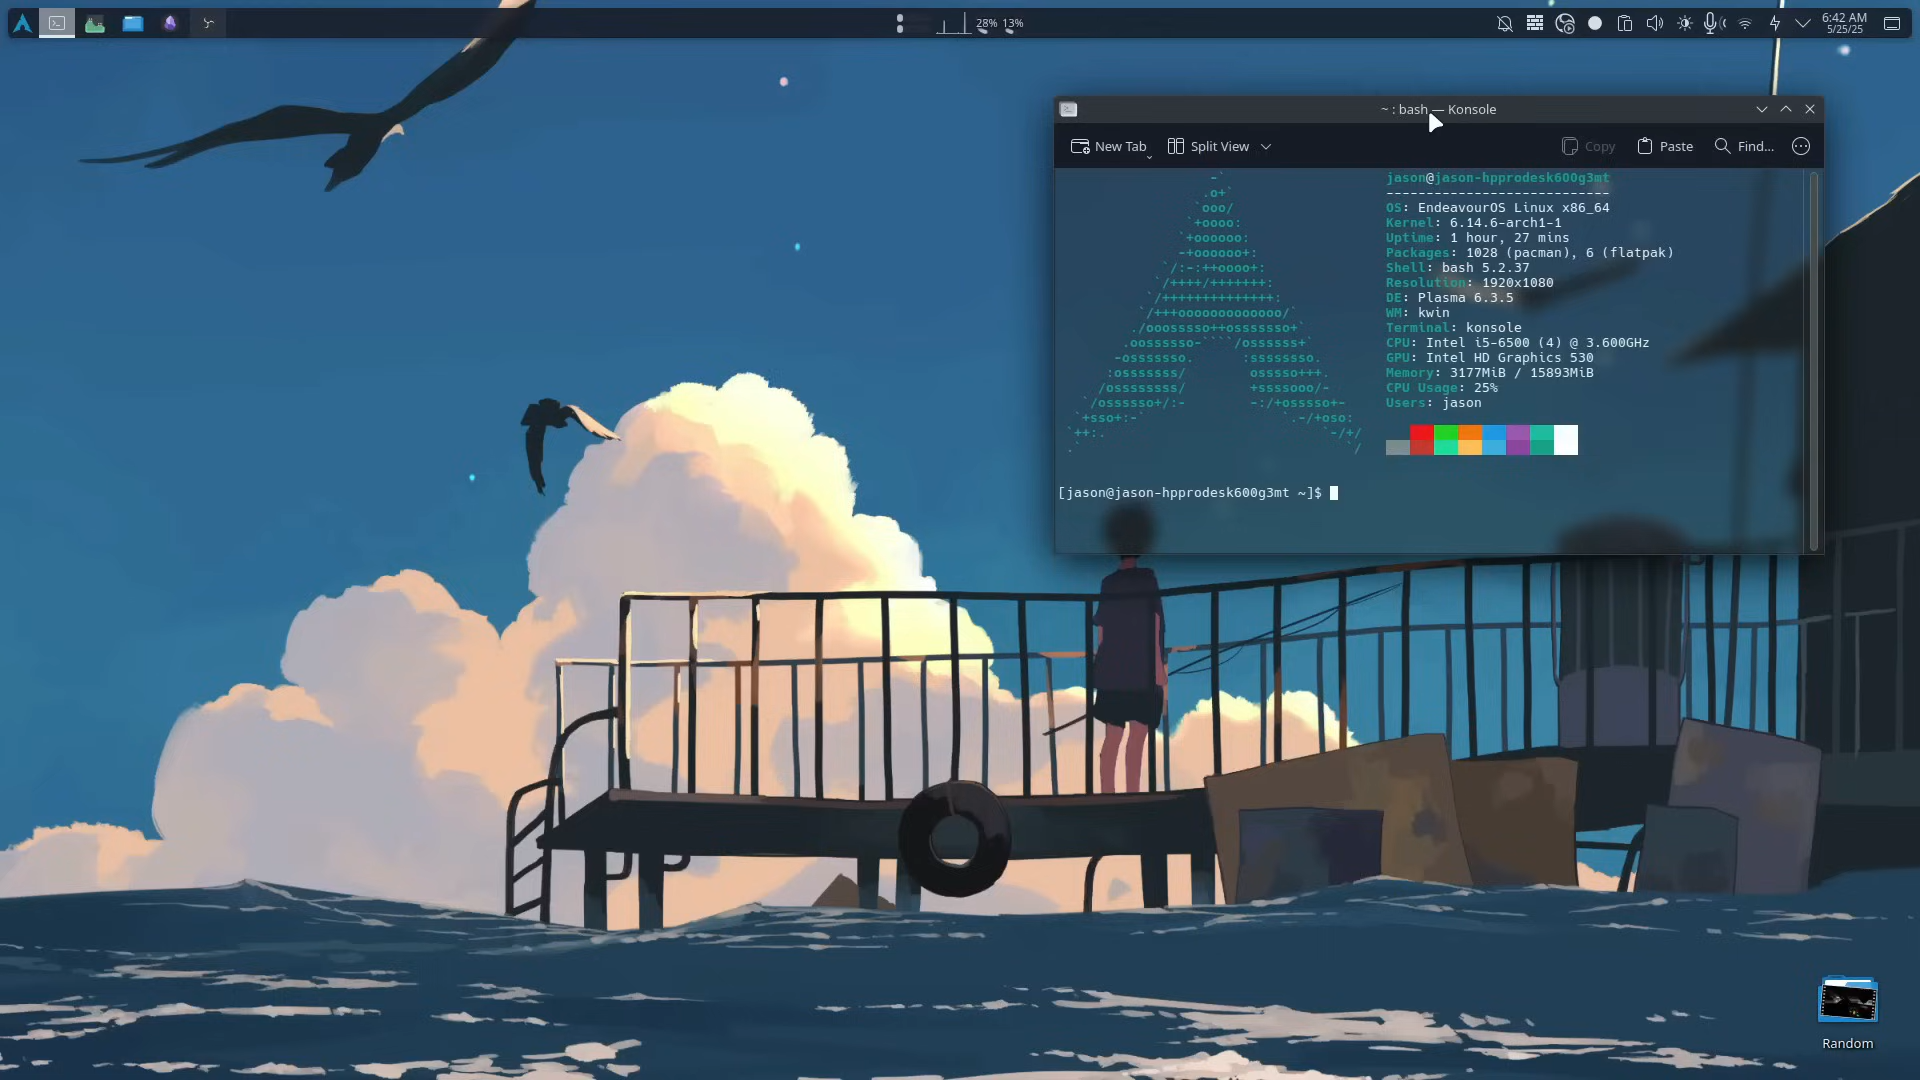 28% 13%
6:42 AM
5/25/25
~ : bash — Konsole
New Tab
Split View
Copy
Paste
Find...
jason@jason-hpprodesk600g3mt
----------------------------
OS: EndeavourOS Linux x86_64
Kernel: 6.14.6-arch1-1
Uptime: 1 hour, 27 mins
Packages: 1028 (pacman), 6 (flatpak)
Shell: bash 5.2.37
Resolution: 1920x1080
DE: Plasma 6.3.5
WM: kwin
Terminal: konsole
CPU: Intel i5-6500 (4) @ 3.600GHz
GPU: Intel HD Graphics 530
Memory: 3177MiB / 15893MiB
CPU Usage: 25%
Users: jason
[jason@jason-hpprodesk600g3mt ~]$
Random